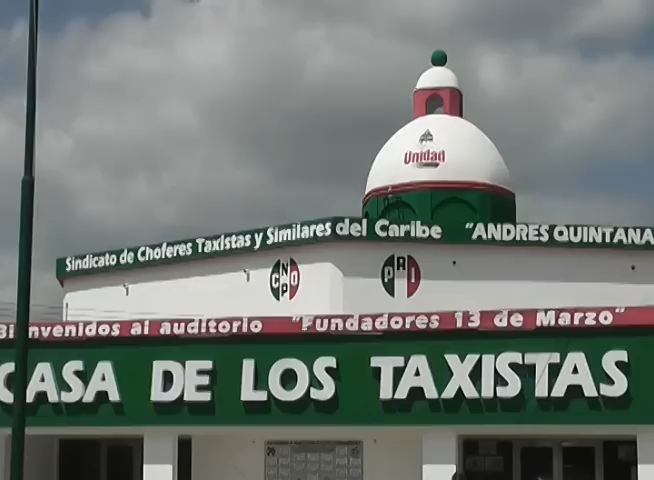 Unidad
Sindicato de Choferes Taxistas y Similares del Caribe "ANDRES QUINTANA
CNOP
PRI
Bienvenidos al auditorio "Fundadores 13 de Marzo"
CASA DE LOS TAXISTAS